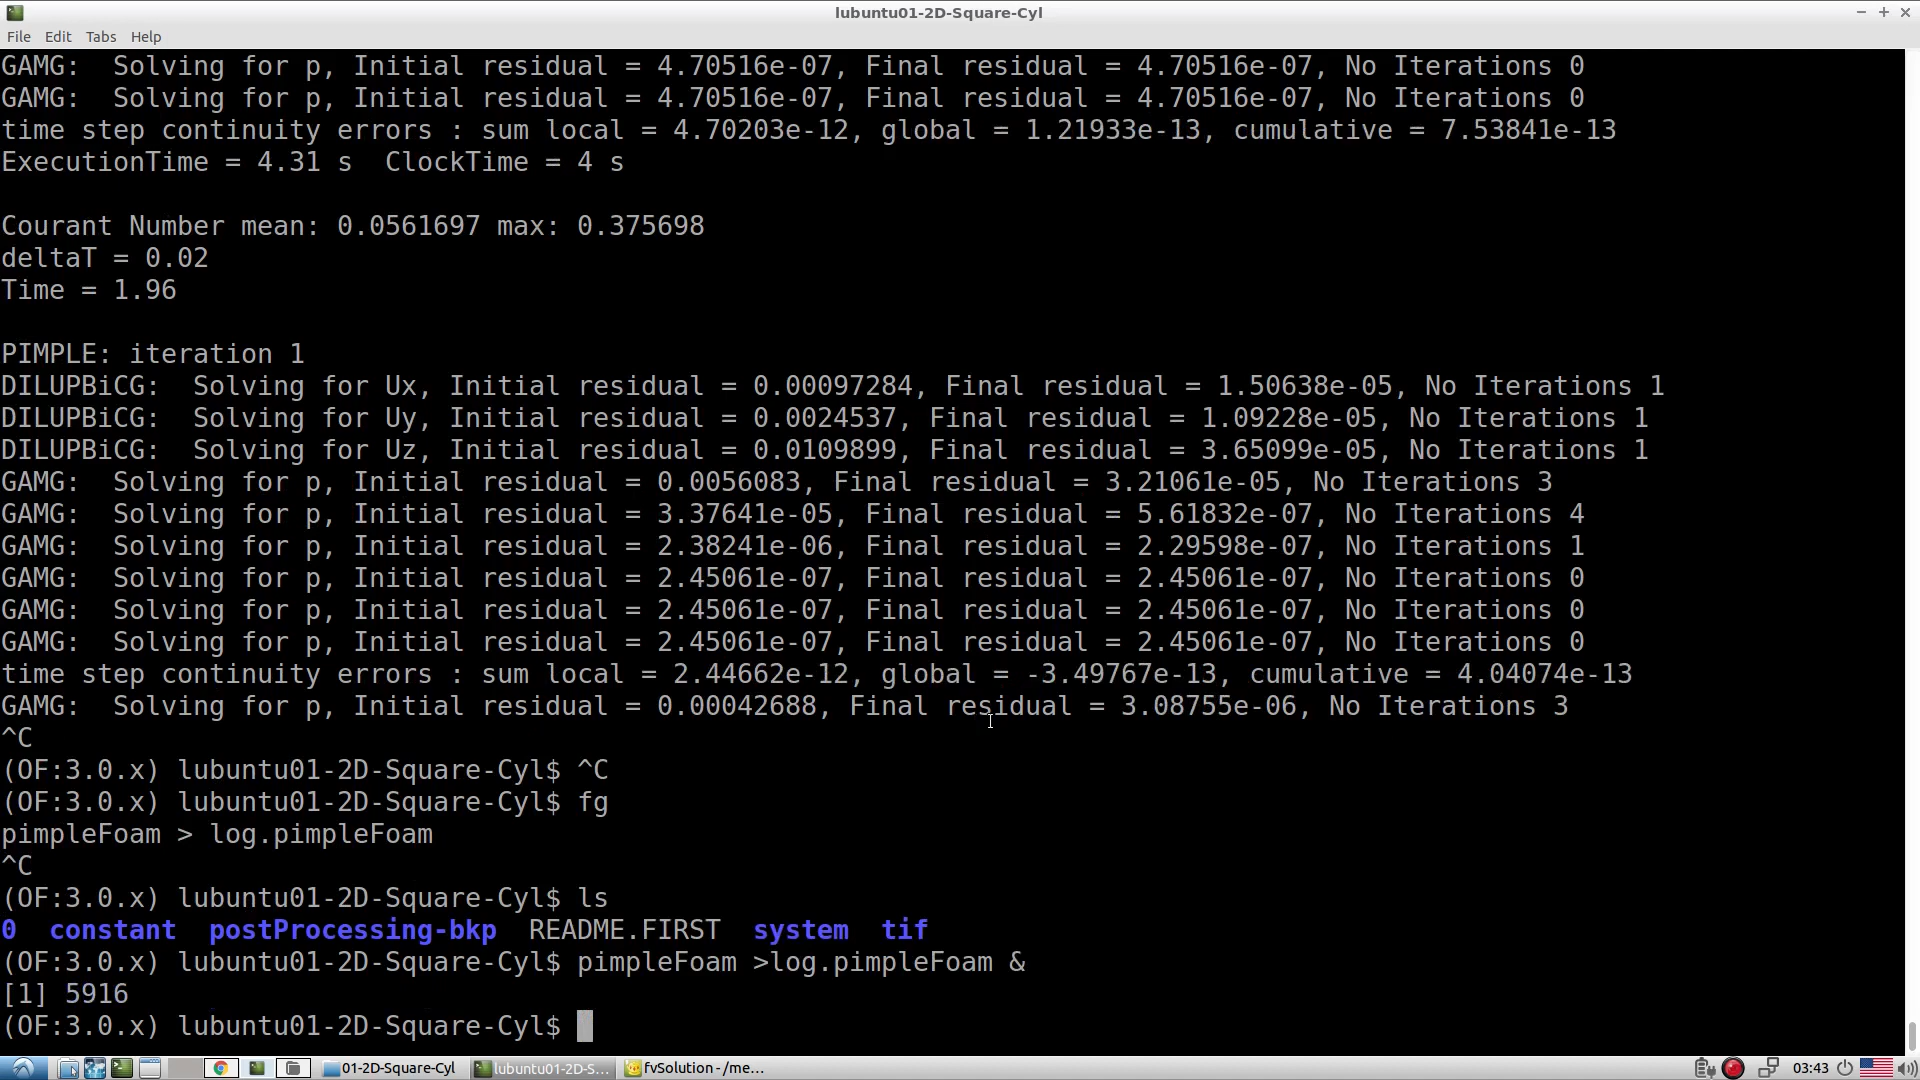 lubuntu01-2D-Square-Cyl
File Edit Tabs Help
GAMG:  Solving for p, Initial residual = 4.70516e-07, Final residual = 4.70516e-07, No Iterations 0
GAMG:  Solving for p, Initial residual = 4.70516e-07, Final residual = 4.70516e-07, No Iterations 0
time step continuity errors : sum local = 4.70203e-12, global = 1.21933e-13, cumulative = 7.53841e-13
ExecutionTime = 4.31 s  ClockTime = 4 s
Courant Number mean: 0.0561697 max: 0.375698
deltaT = 0.02
Time = 1.96
PIMPLE: iteration 1
DILUPBiCG:  Solving for Ux, Initial residual = 0.00097284, Final residual = 1.50638e-05, No Iterations 1
DILUPBiCG:  Solving for Uy, Initial residual = 0.0024537, Final residual = 1.09228e-05, No Iterations 1
DILUPBiCG:  Solving for Uz, Initial residual = 0.0109899, Final residual = 3.65099e-05, No Iterations 1
GAMG:  Solving for p, Initial residual = 0.0056083, Final residual = 3.21061e-05, No Iterations 3
GAMG:  Solving for p, Initial residual = 3.37641e-05, Final residual = 5.61832e-07, No Iterations 4
GAMG:  Solving for p, Initial residual = 2.38241e-06, Final residual = 2.29598e-07, No Iterations 1
GAMG:  Solving for p, Initial residual = 2.45061e-07, Final residual = 2.45061e-07, No Iterations 0
GAMG:  Solving for p, Initial residual = 2.45061e-07, Final residual = 2.45061e-07, No Iterations 0
GAMG:  Solving for p, Initial residual = 2.45061e-07, Final residual = 2.45061e-07, No Iterations 0
time step continuity errors : sum local = 2.44662e-12, global = -3.49767e-13, cumulative = 4.04074e-13
GAMG:  Solving for p, Initial residual = 0.00042688, Final residual = 3.08755e-06, No Iterations 3
^C
(OF:3.0.x) lubuntu01-2D-Square-Cyl$ ^C
(OF:3.0.x) lubuntu01-2D-Square-Cyl$ fg
pimpleFoam > log.pimpleFoam
^C
(OF:3.0.x) lubuntu01-2D-Square-Cyl$ ls
0  constant  postProcessing-bkp  README.FIRST  system  tif
(OF:3.0.x) lubuntu01-2D-Square-Cyl$ pimpleFoam >log.pimpleFoam &
[1] 5916
(OF:3.0.x) lubuntu01-2D-Square-Cyl$
01-2D-Square-Cyl lubuntu01-2D-S... fvSolution - /me... 03:43